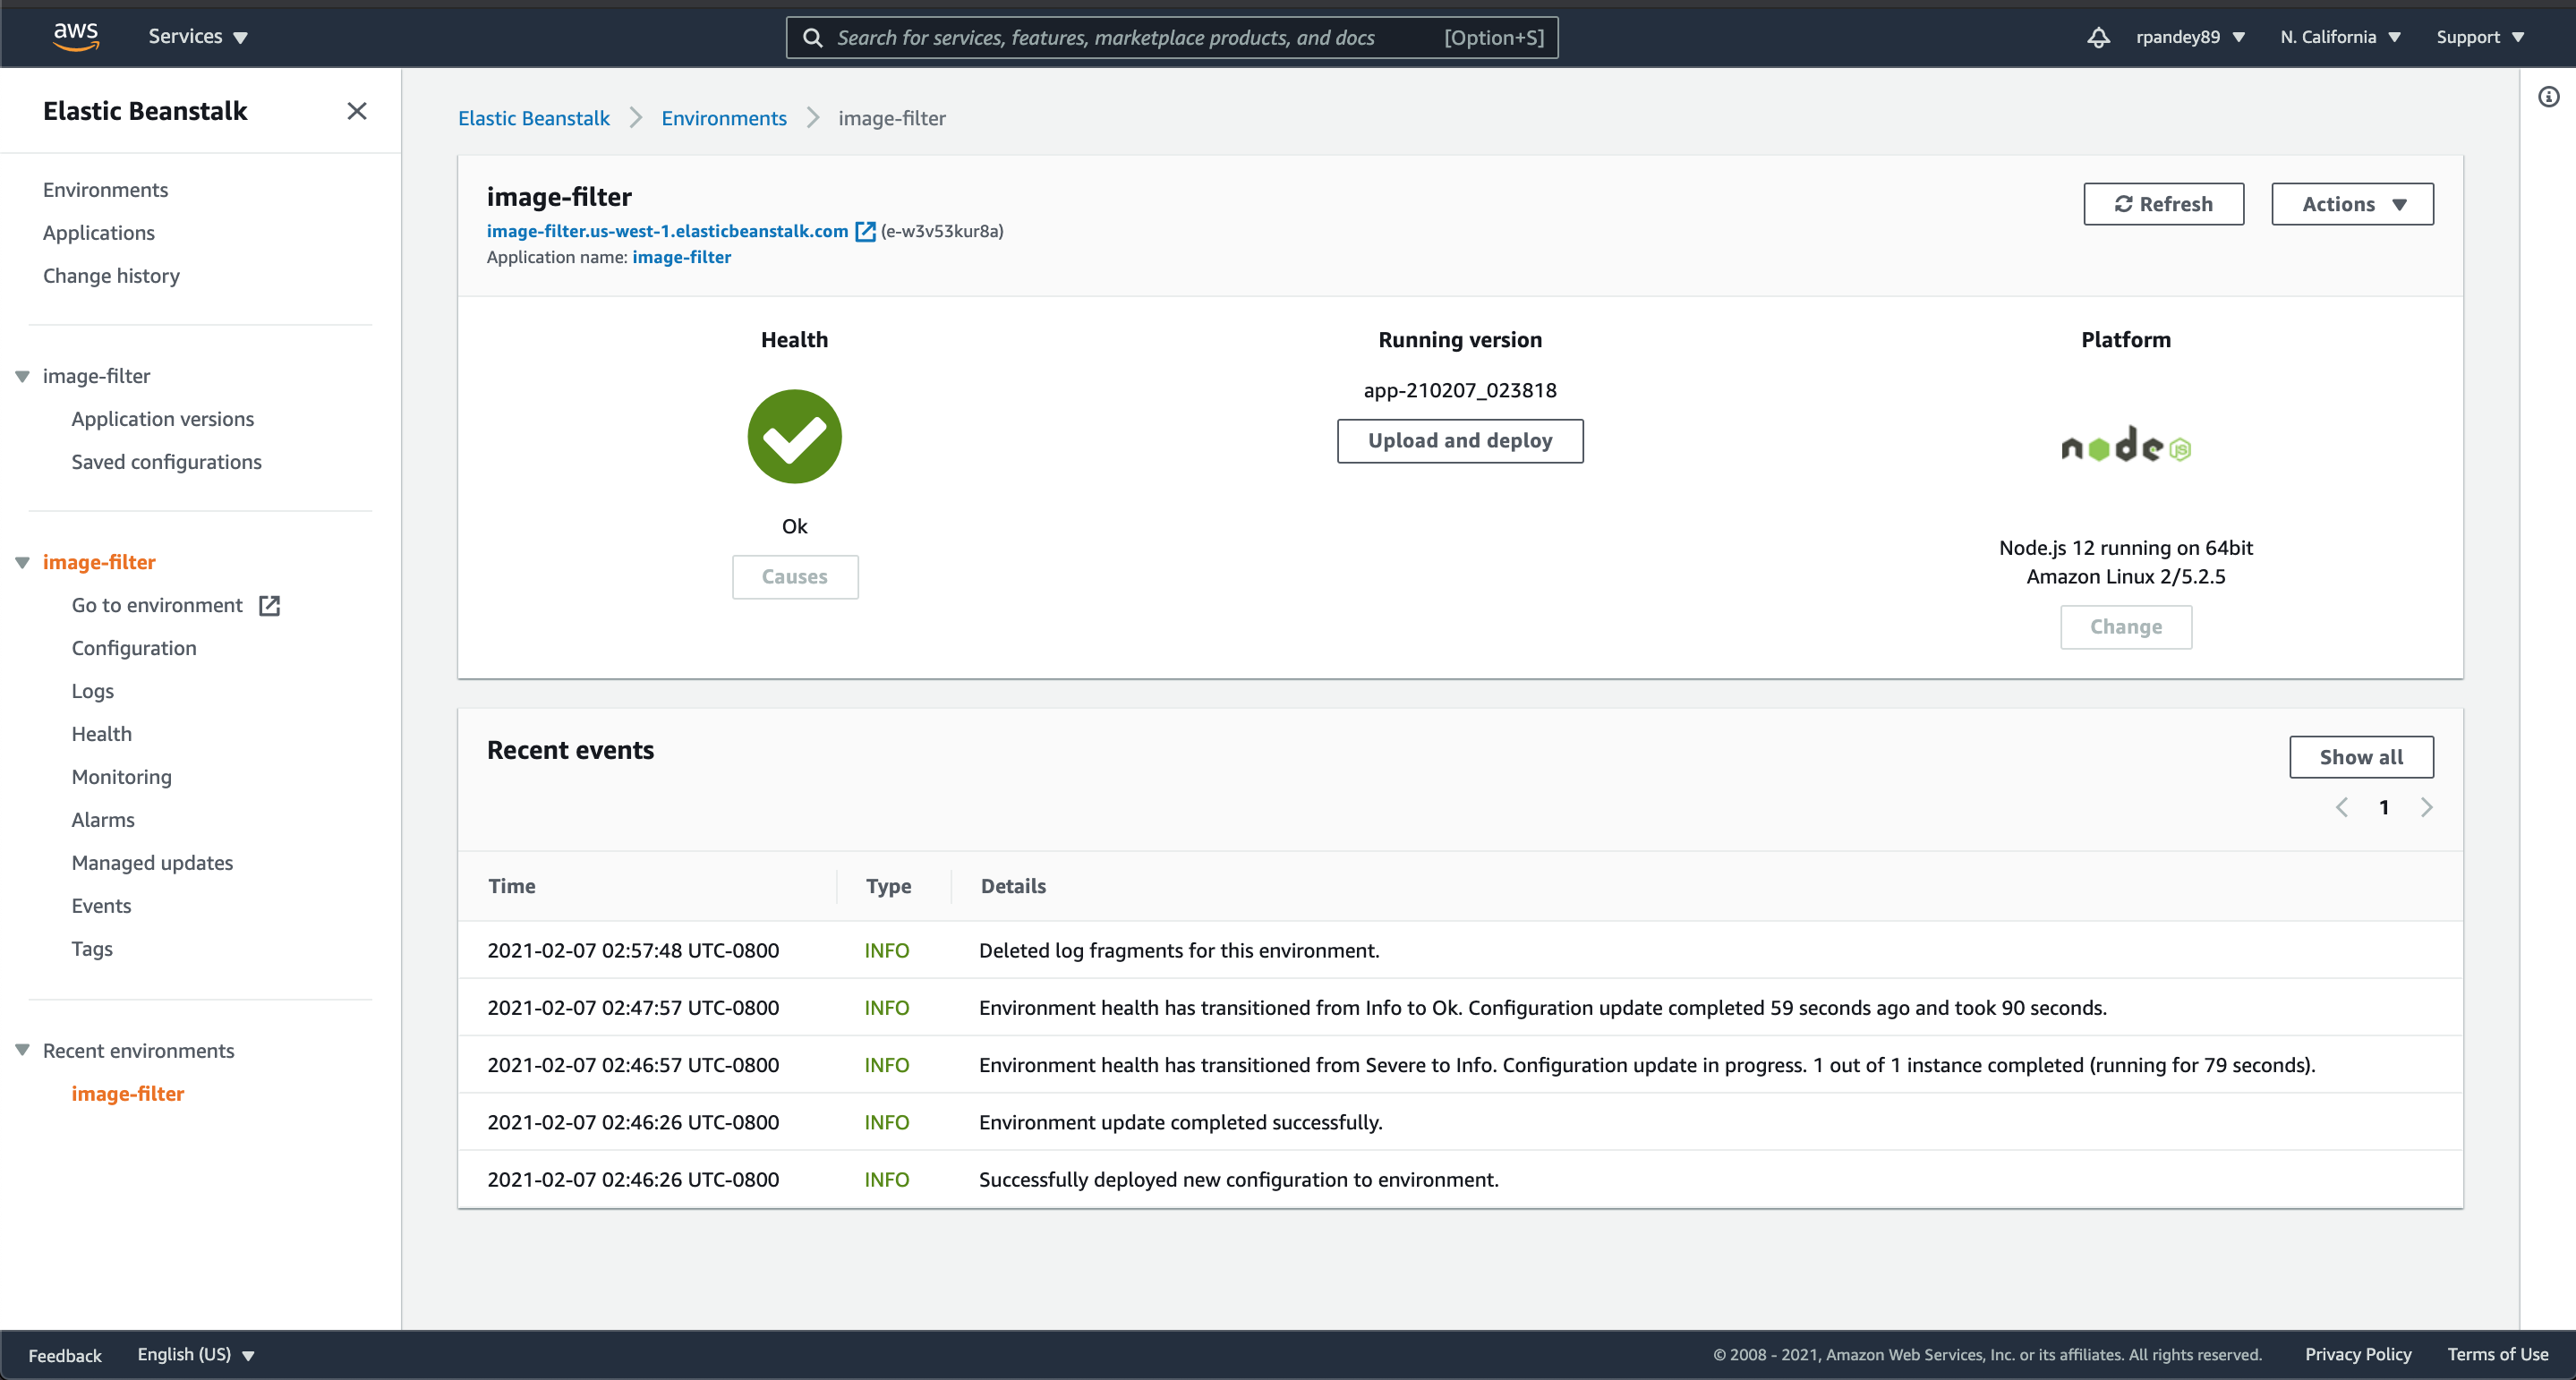 aws
Services
Search for services, features, marketplace products, and docs
[Option+S]
rpandey89
N. California
Support
Elastic Beanstalk
Environments
Applications
Change history
image-filter
Application versions
Saved configurations
image-filter
Go to environment
Configuration
Logs
Health
Monitoring
Alarms
Managed updates
Events
Tags
Recent environments
image-filter
Elastic Beanstalk
Environments
image-filter
image-filter
image-filter.us-west-1.elasticbeanstalk.com (e-w3v53kur8a)
Application name: image-filter
Refresh
Actions
Health
Ok
Causes
Running version
app-210207_023818
Upload and deploy
Platform
node JS
Node.js 12 running on 64bit
Amazon Linux 2/5.2.5
Change
Recent events
Show all
1
Time Type Details
2021-02-07 02:57:48 UTC-0800 INFO Deleted log fragments for this environment.
2021-02-07 02:47:57 UTC-0800 INFO Environment health has transitioned from Info to Ok. Configuration update completed 59 seconds ago and took 90 seconds.
2021-02-07 02:46:57 UTC-0800 INFO Environment health has transitioned from Severe to Info. Configuration update in progress. 1 out of 1 instance completed (running for 79 seconds).
2021-02-07 02:46:26 UTC-0800 INFO Environment update completed successfully.
2021-02-07 02:46:26 UTC-0800 INFO Successfully deployed new configuration to environment.
Feedback
English (US)
© 2008 - 2021, Amazon Web Services, Inc. or its affiliates. All rights reserved.
Privacy Policy
Terms of Use